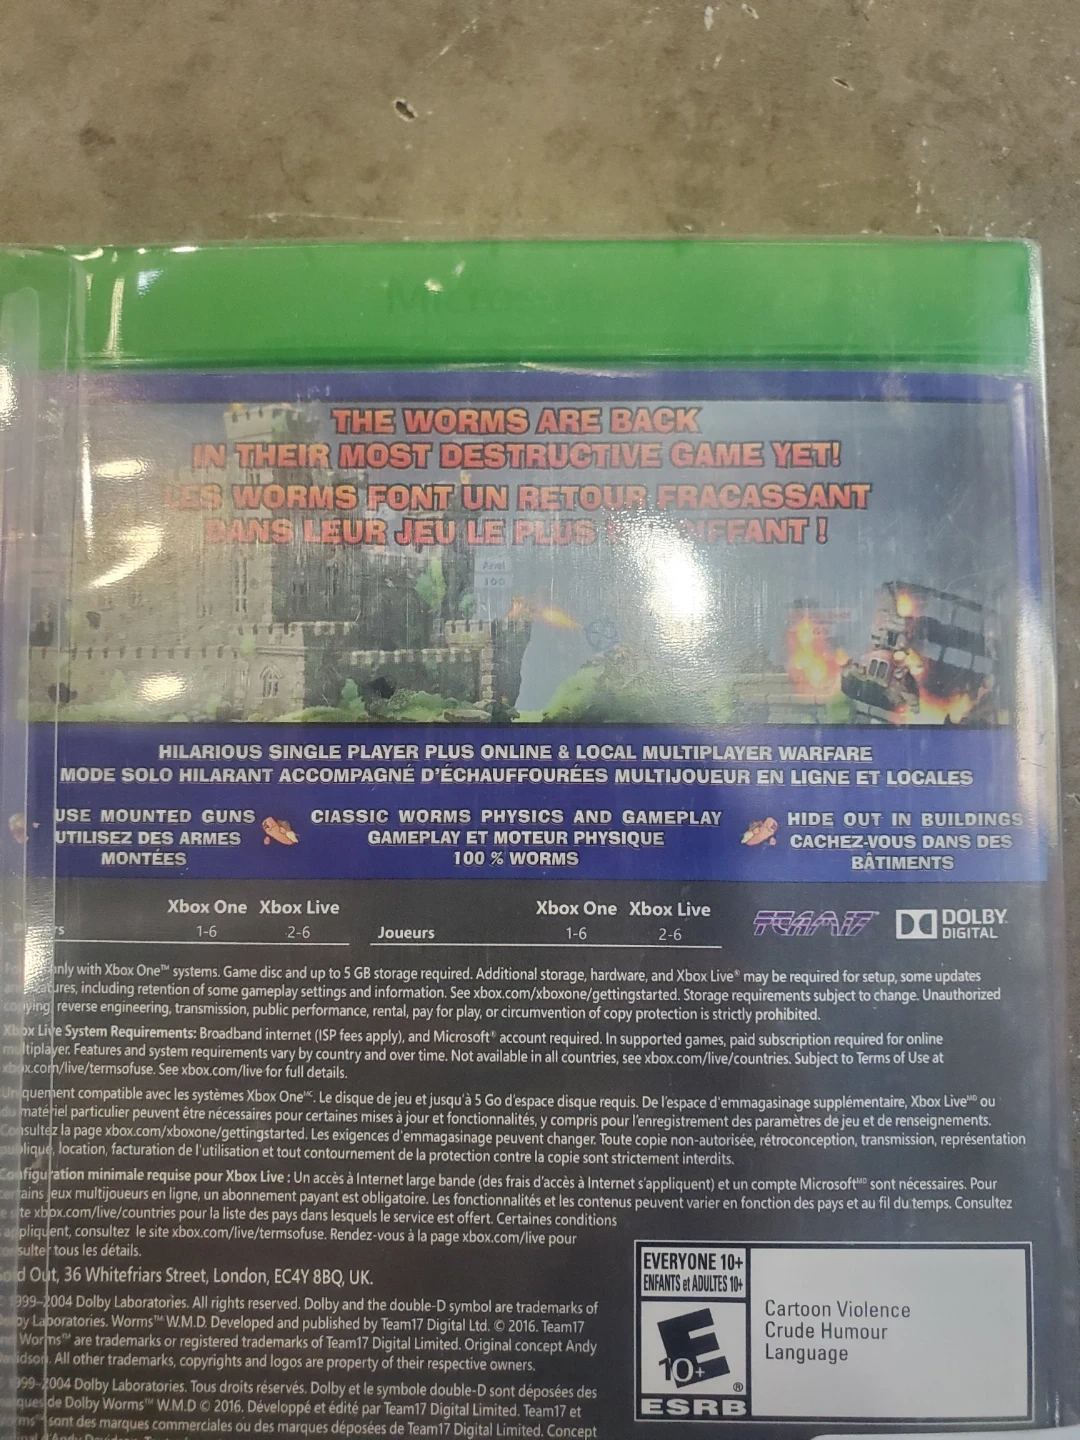 THE WORMS ARE BACK
IN THEIR MOST DESTRUCTIVE GAME YET!
LES WORMS FONT UN RETOUR FRACASSANT
DANS LEUR JEU LE PLUS !
100
HILARIOUS SINGLE PLAYER PLUS ONLINE & LOCAL MULTIPLAYER WARFARE
MODE SOLO HILARANT ACCOMPAGNÉ D'ÉCHAUFFOURÉES MULTIJOUEUR EN LIGNE ET LOCALES
USE MOUNTED GUNS
UTILISEZ DES ARMES
MONTÉES
CLASSIC WORMS PHYSICS AND GAMEPLAY
GAMEPLAY ET MOTEUR PHYSIQUE
100 % WORMS
HIDE OUT IN BUILDINGS
CACHEZ-VOUS DANS DES
BÂTIMENTS
Xbox One Xbox Live
Players 1-6 2-6
Xbox One Xbox Live
Joueurs 1-6 2-6
TEAM17
DOLBY
DIGITAL
only with Xbox One™ systems. Game disc and up to 5 GB storage required. Additional storage, hardware, and Xbox Live® may be required for setup, some updates
features, including retention of some gameplay settings and information. See xbox.com/xboxone/gettingstarted. Storage requirements subject to change. Unauthorized
copying, reverse engineering, transmission, public performance, rental, pay for play, or circumvention of copy protection is strictly prohibited.
Xbox Live System Requirements: Broadband internet (ISP fees apply), and Microsoft® account required. In supported games, paid subscription required for online
multiplayer. Features and system requirements vary by country and over time. Not available in all countries, see xbox.com/live/countries. Subject to Terms of Use at
xbox.com/live/termsofuse. See xbox.com/live for full details.
Uniquement compatible avec les systèmes Xbox One MC. Le disque de jeu et jusqu'à 5 Go d'espace disque requis. De l'espace d'emmagasinage supplémentaire, Xbox Live MD ou
du matériel particulier peuvent être nécessaires pour certaines mises à jour et fonctionnalités, y compris pour l'enregistrement des paramètres de jeu et de renseignements.
Consultez la page xbox.com/xboxone/gettingstarted. Les exigences d'emmagasinage peuvent changer. Toute copie non-autorisée, rétroconception, transmission, représentation
publique, location, facturation de l'utilisation et tout contournement de la protection contre la copie sont strictement interdits.
Configuration minimale requise pour Xbox Live : Un accès à Internet large bande (des frais d'accès à Internet s'appliquent) et un compte Microsoft MD sont nécessaires. Pour
certains jeux multijoueurs en ligne, un abonnement payant est obligatoire. Les fonctionnalités et les contenus peuvent varier en fonction des pays et au fil du temps. Consultez
le site xbox.com/live/countries pour la liste des pays dans lesquels le service est offert. Certaines conditions
s'appliquent, consultez le site xbox.com/live/termsofuse. Rendez-vous à la page xbox.com/live pour
consulter tous les détails.
Sold Out, 36 Whitefriars Street, London, EC4Y 8BQ, UK.
1999-2004 Dolby Laboratories. All rights reserved. Dolby and the double-D symbol are trademarks of
Dolby Laboratories. Worms™ W.M.D. Developed and published by Team17 Digital Ltd. © 2016. Team17
and Worms™ are trademarks or registered trademarks of Team17 Digital Limited. Original concept Andy
Davidson. All other trademarks, copyrights and logos are property of their respective owners.
1999-2004 Dolby Laboratories. Tous droits réservés. Dolby et le symbole double-D sont déposées des
marques de Dolby Worms™ W.M.D © 2016. Développé et édité par Team17 Digital Limited. Team17 et
Worms™ sont des marques commerciales ou des marques déposées de Team17 Digital Limited. Concept
EVERYONE 10+
ENFANTS et ADULTES 10+
E
10+
®
ESRB
Cartoon Violence
Crude Humour
Language